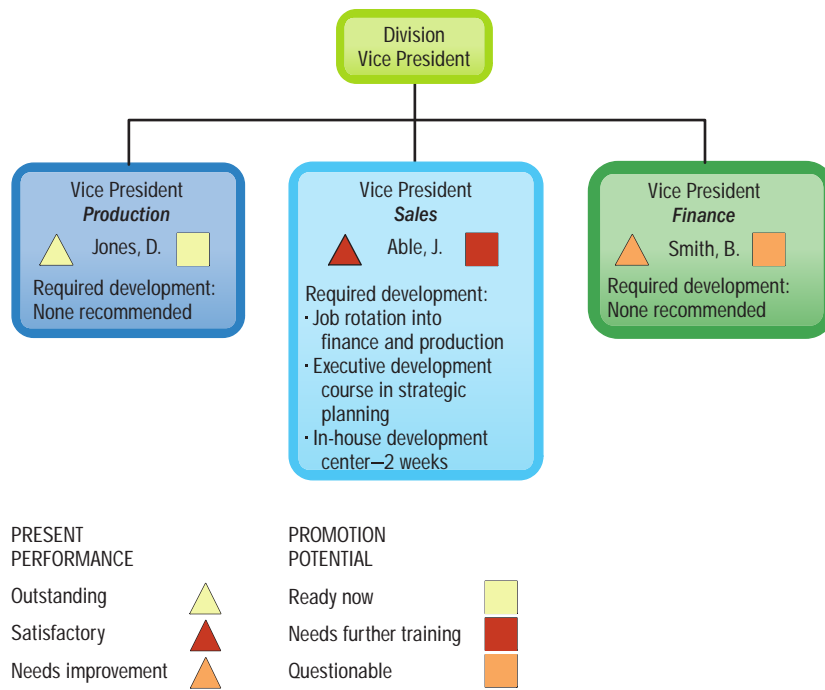 Division
Vice President
Vice President
Production
Jones, D.
Required development:
None recommended
Vice President
Sales
Able, J.
Required development:
· Job rotation into
finance and production
· Executive development
course in strategic
planning
· In-house development
center—2 weeks
Vice President
Finance
Smith, B.
Required development:
None recommended
PRESENT
PERFORMANCE
Outstanding
Satisfactory
Needs improvement
PROMOTION
POTENTIAL
Ready now
Needs further training
Questionable